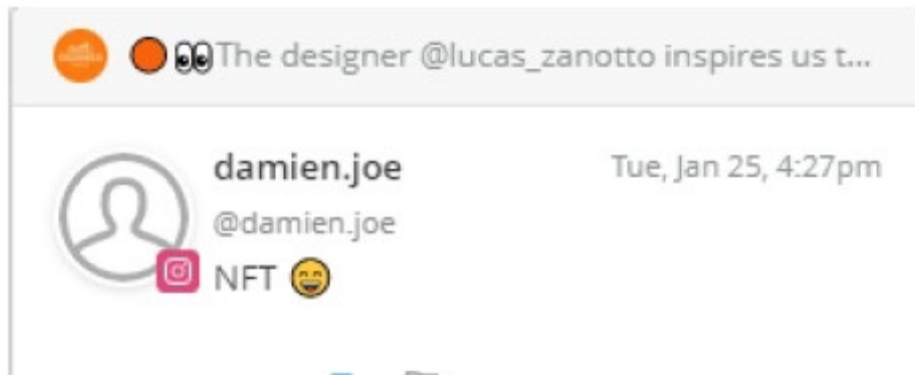 🟠👀The designer @lucas_zanotto inspires us t...
damien.joe
Tue, Jan 25, 4:27pm
@damien.joe
NFT 😄